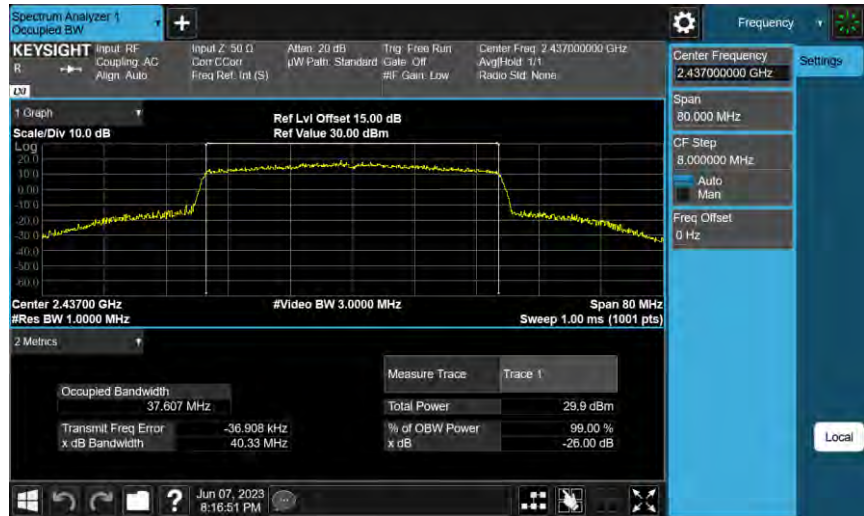 Spectrum Analyzer 1
Occupied BW
+
Frequency
KEYSIGHT
R
LXI
Input: RF
Coupling: AC
Align: Auto
Input Z: 50 Ω
Corr CCorr
Freq Ref: Int (S)
Atten: 20 dB
µW Path: Standard
Trig: Free Run
Gate: Off
#IF Gain: Low
Center Freq: 2.437000000 GHz
Avg|Hold: 1/1
Radio Std: None
Center Frequency
2.437000000 GHz
Settings
Span
80.000 MHz
CF Step
8.000000 MHz
Auto
Man
Freq Offset
0 Hz
1 Graph
Scale/Div 10.0 dB
Ref Lvl Offset 15.00 dB
Ref Value 30.00 dBm
Log
20.0
10.0
0.00
-10.0
-20.0
-30.0
-40.0
-50.0
-60.0
Center 2.43700 GHz
#Res BW 1.0000 MHz
#Video BW 3.0000 MHz
Span 80 MHz
Sweep 1.00 ms (1001 pts)
2 Metrics
Measure Trace Trace 1
Occupied Bandwidth
37.607 MHz
Total Power 29.9 dBm
Transmit Freq Error -36.908 kHz
% of OBW Power 99.00 %
x dB Bandwidth 40.33 MHz
x dB -26.00 dB
Local
?
Jun 07, 2023
8:16:51 PM